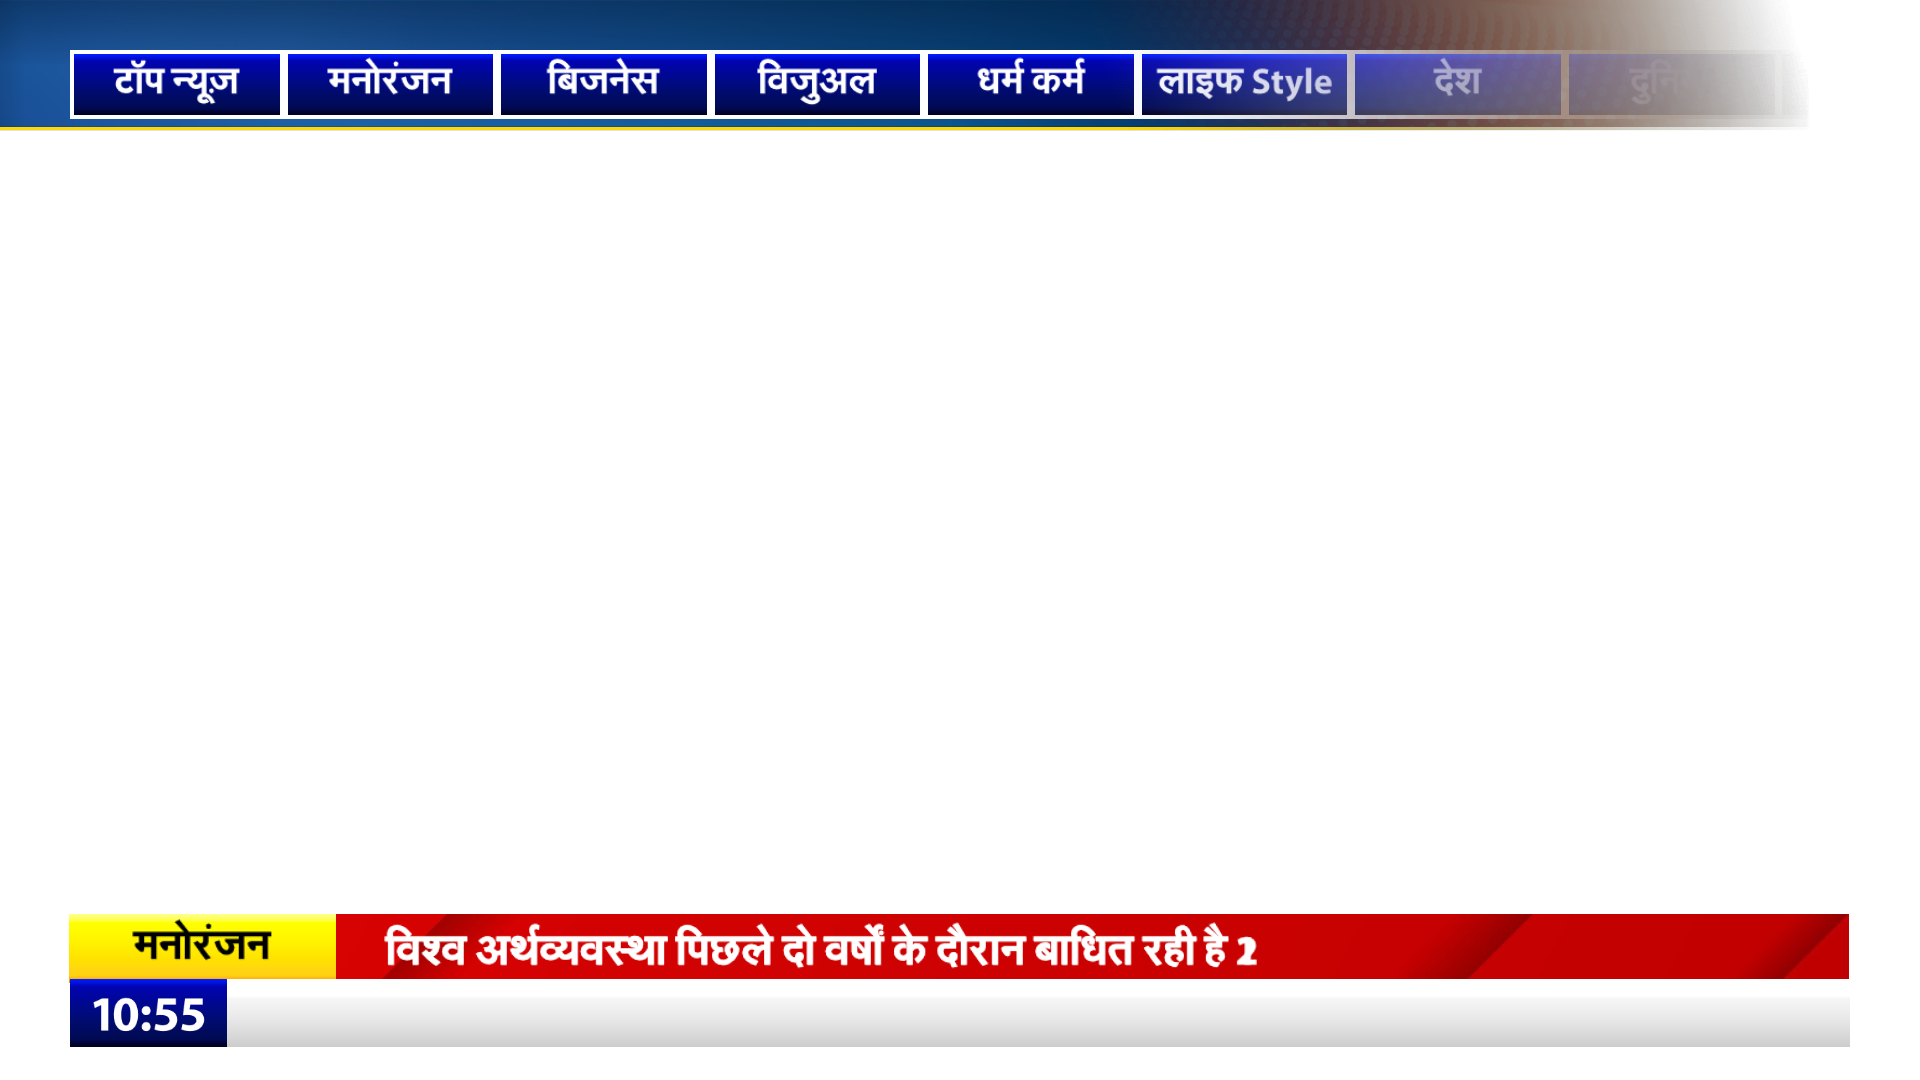 टॉप न्यूज़
मनोरंजन
बिजनेस
विजुअल
धर्म कर्म
लाइफ Style
देश
मनोरंजन
विश्व अर्थव्यवस्था पिछले दो वर्षों के दौरान बाधित रही है 2
10:55